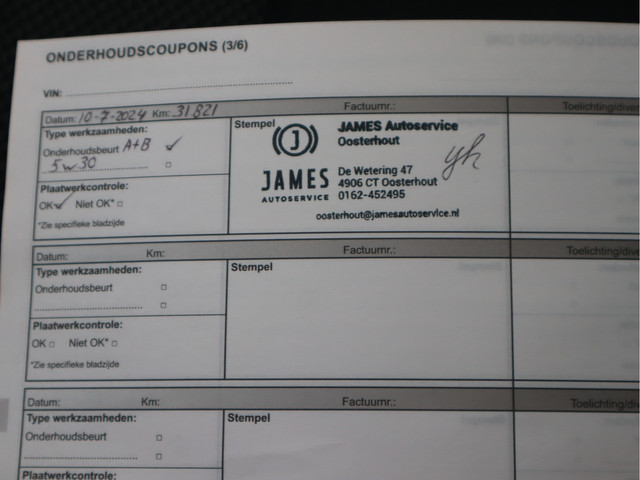 ONDERHOUDSCOUPONS (3/6)
VIN:
Datum: 10-7-2024 Km: 31821 Factuurnr.: Toelichting/dive
Type werkzaamheden:
Onderhoudsbeurt A+B
5w30
Plaatwerkcontrole:
OK Niet OK*
*Zie specifieke bladzijde
Stempel
JAMES Autoservice
Oosterhout
JAMES
AUTOSERVICE
De Wetering 47
4906 CT Oosterhout
0162-452495
oosterhout@jamesautoservice.nl
Datum: Km: Factuurnr.: Toelichting/dive
Type werkzaamheden:
Onderhoudsbeurt
Plaatwerkcontrole:
OK Niet OK*
*Zie specifieke bladzijde
Stempel
Datum: Km: Factuurnr.: Toelichting/div
Type werkzaamheden:
Onderhoudsbeurt
Plaatwerkcontrole:
Stempel